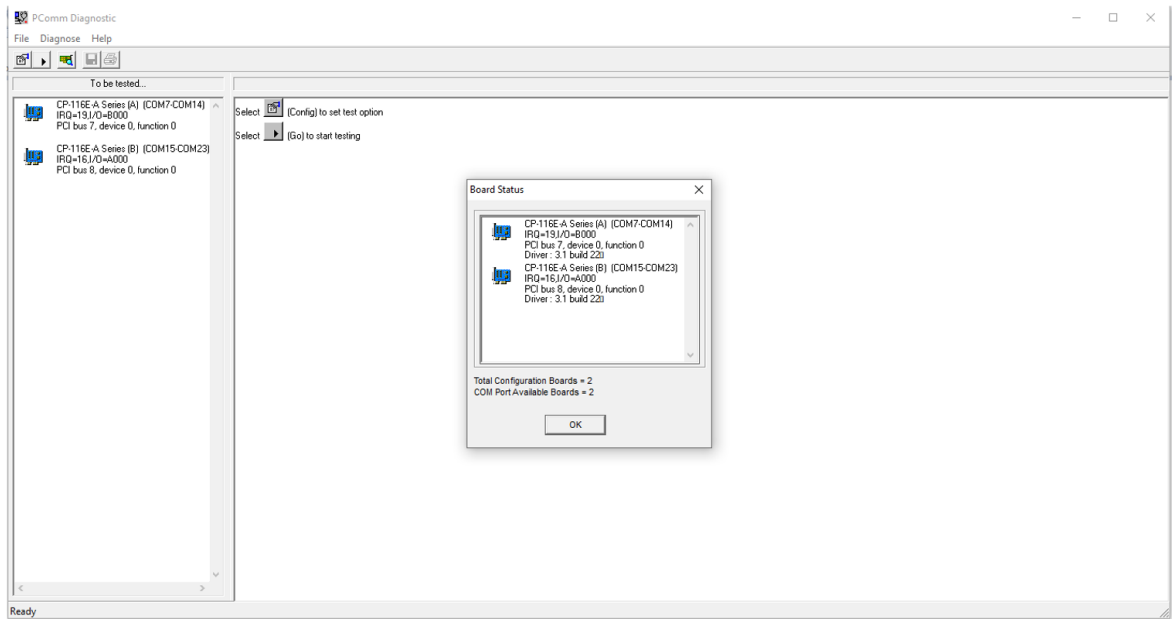 PComm Diagnostic
File Diagnose Help
To be tested...
CP-116E-A Series (A) (COM7-COM14)
IRQ=19,I/O=B000
PCI bus 7, device 0, function 0
CP-116E-A Series (B) (COM15-COM23)
IRQ=16,I/O=A000
PCI bus 8, device 0, function 0
Select (Config) to set test option
Select (Go) to start testing
Board Status
CP-116E-A Series (A) (COM7-COM14)
IRQ=19,I/O=B000
PCI bus 7, device 0, function 0
Driver : 3.1 build 22▯
CP-116E-A Series (B) (COM15-COM23)
IRQ=16,I/O=A000
PCI bus 8, device 0, function 0
Driver : 3.1 build 22▯
Total Configuration Boards = 2
COM Port Available Boards = 2
OK
Ready